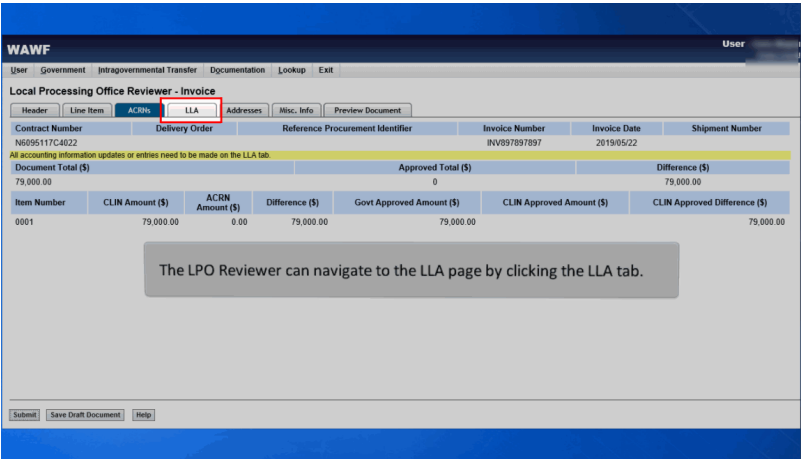 WAWF User
User Government Intragovernmental Transfer Documentation Lookup Exit
Local Processing Office Reviewer - Invoice
Header Line Item ACRNs LLA Addresses Misc. Info Preview Document
Contract Number Delivery Order Reference Procurement Identifier Invoice Number Invoice Date Shipment Number
N6095117C4022 INV897897897 2019/05/22
All accounting information updates or entries need to be made on the LLA tab.
Document Total ($) Approved Total ($) Difference ($)
79,000.00 0 79,000.00
Item Number CLIN Amount ($) ACRN Amount ($) Difference ($) Govt Approved Amount ($) CLIN Approved Amount ($) CLIN Approved Difference ($)
0001 79,000.00 0.00 79,000.00 79,000.00 79,000.00
The LPO Reviewer can navigate to the LLA page by clicking the LLA tab.
Submit Save Draft Document Help